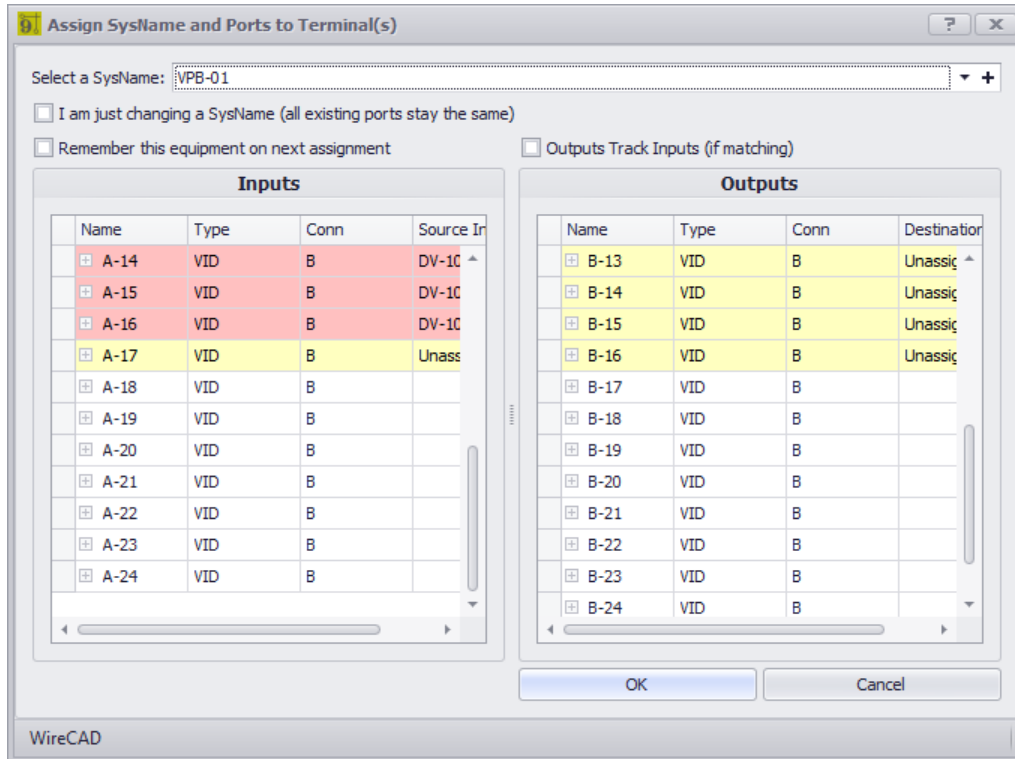 9 Assign SysName and Ports to Terminal(s) ? x
Select a SysName: VPB-01
I am just changing a SysName (all existing ports stay the same)
Remember this equipment on next assignment
Outputs Track Inputs (if matching)
Inputs
Name Type Conn Source In
A-14 VID B DV-10
A-15 VID B DV-10
A-16 VID B DV-10
A-17 VID B Unass
A-18 VID B
A-19 VID B
A-20 VID B
A-21 VID B
A-22 VID B
A-23 VID B
A-24 VID B
Outputs
Name Type Conn Destination
B-13 VID B Unassig
B-14 VID B Unassig
B-15 VID B Unassig
B-16 VID B Unassig
B-17 VID B
B-18 VID B
B-19 VID B
B-20 VID B
B-21 VID B
B-22 VID B
B-23 VID B
B-24 VID B
OK Cancel
WireCAD